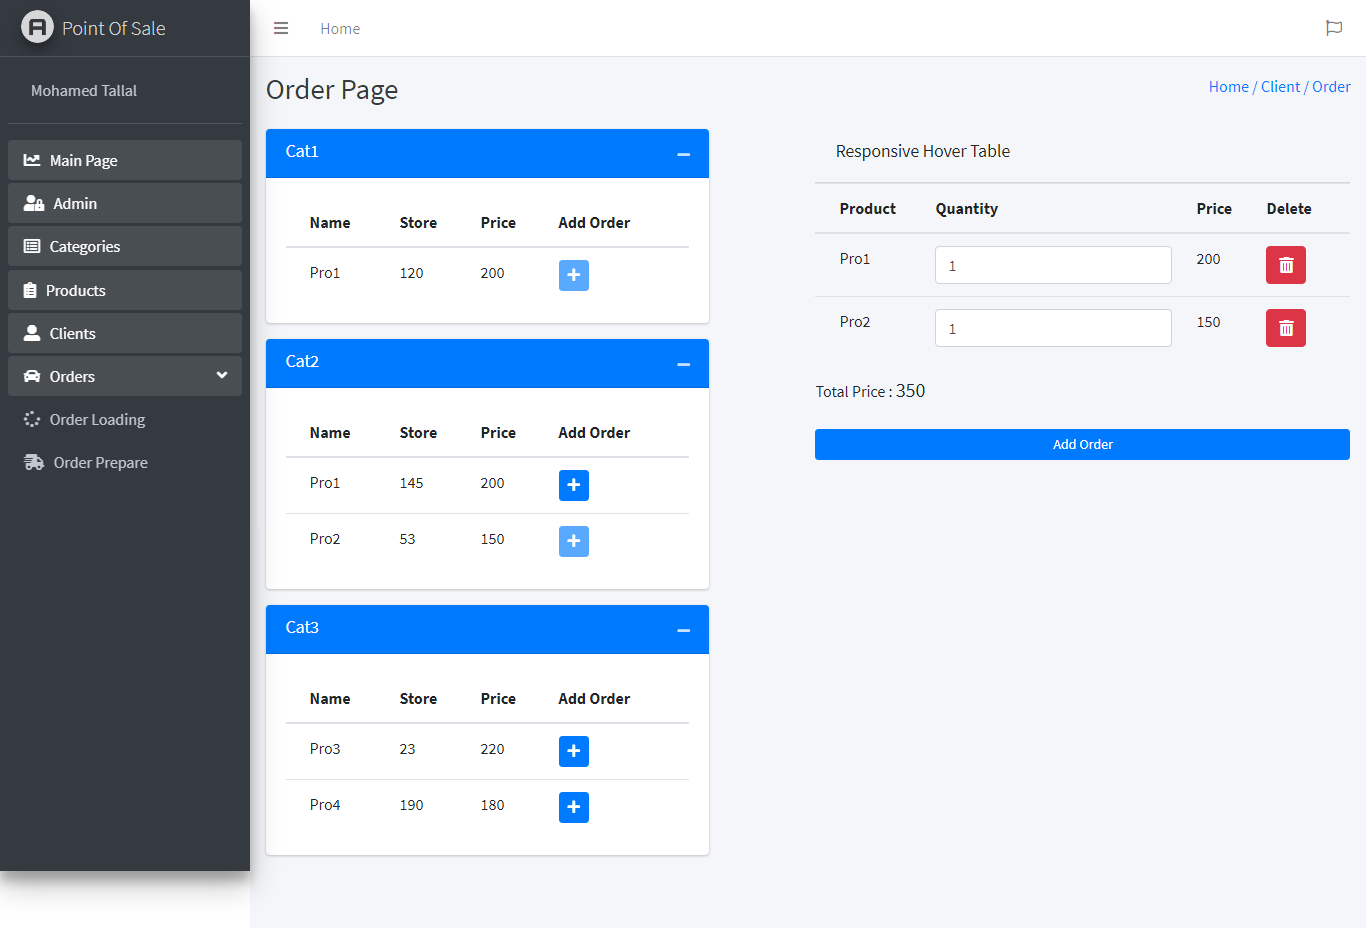 Point Of Sale
Home
Mohamed Tallal
Main Page
Admin
Categories
Products
Clients
Orders
Order Loading
Order Prepare
Order Page
Home / Client / Order
Cat1
Name Store Price Add Order
Pro1 120 200
Cat2
Name Store Price Add Order
Pro1 145 200
Pro2 53 150
Cat3
Name Store Price Add Order
Pro3 23 220
Pro4 190 180
Responsive Hover Table
Product Quantity Price Delete
Pro1 1 200
Pro2 1 150
Total Price : 350
Add Order